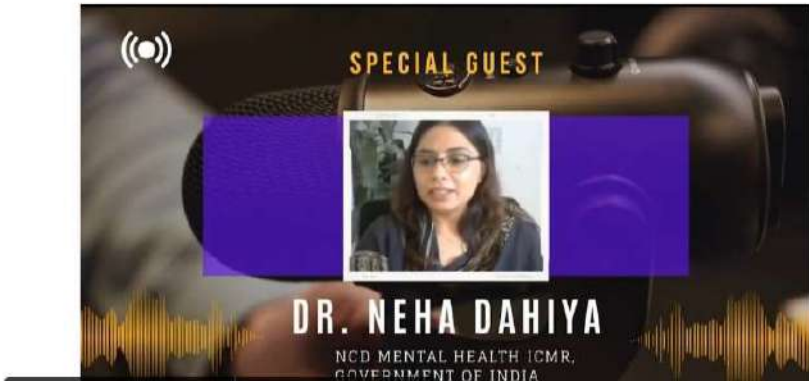 SPECIAL GUEST
DR. NEHA DAHIYA
NCD MENTAL HEALTH ICMR,
GOVERNMENT OF INDIA